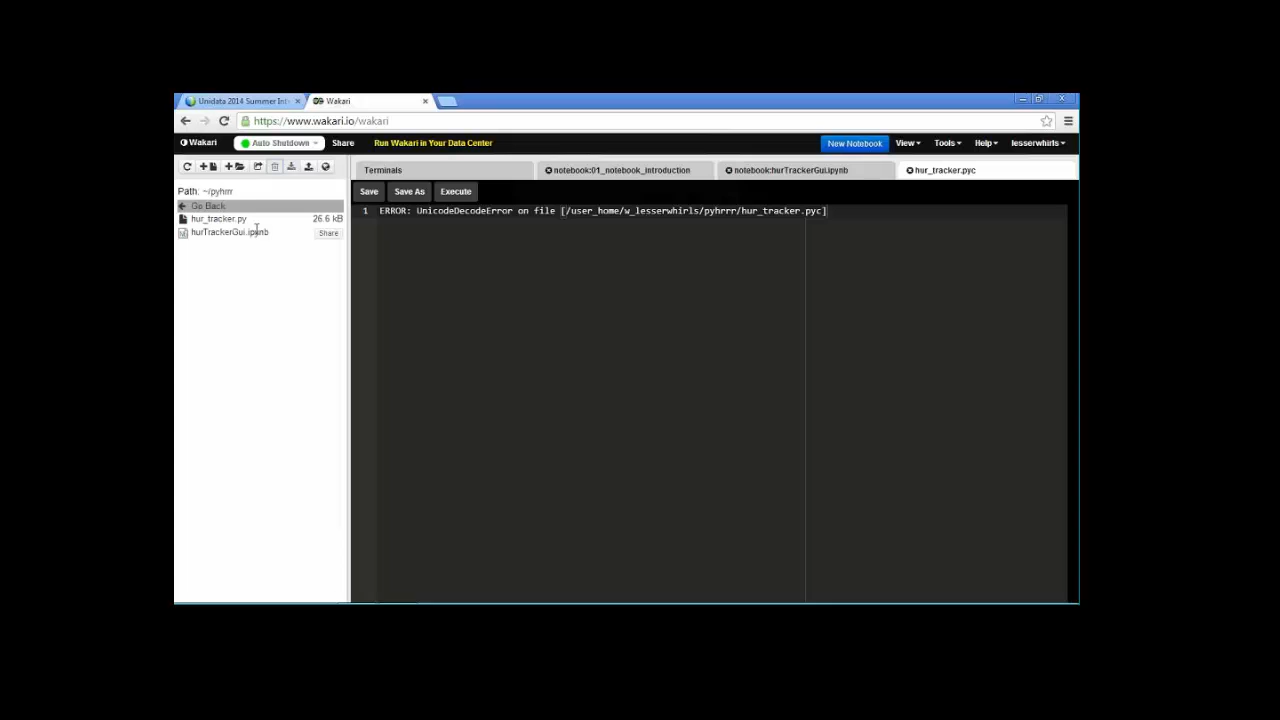 Unidata 2014 Summer Int
Wakari
https://www.wakari.io/wakari
Wakari
Auto Shutdown
Share
Run Wakari in Your Data Center
New Notebook
View
Tools
Help
lesserwhirls
Path: ~/pyhrrr
Go Back
hur_tracker.py 26.6 kB
hurTrackerGui.ipynb Share
Terminals
notebook:01_notebook_introduction
notebook:hurTrackerGui.ipynb
hur_tracker.pyc
Save
Save As
Execute
1 ERROR: UnicodeDecodeError on file [/user_home/w_lesserwhirls/pyhrrr/hur_tracker.pyc]